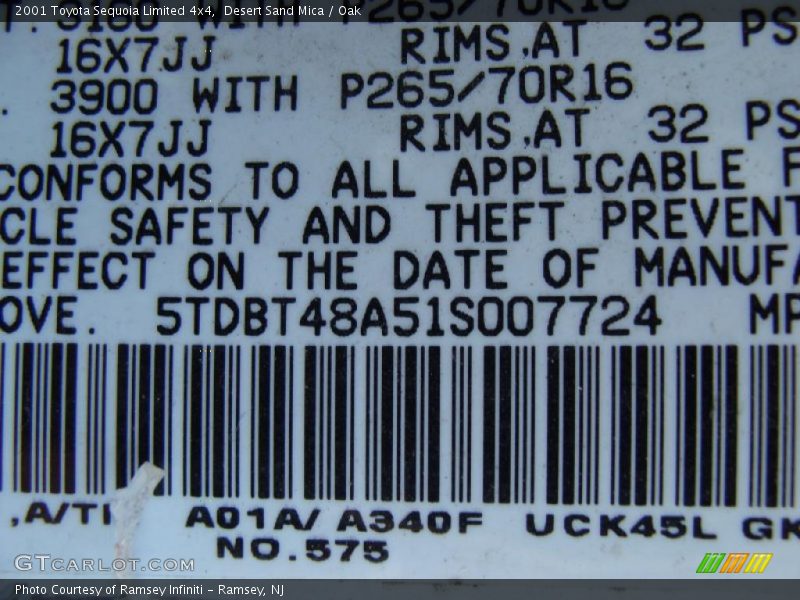 2001 Toyota Sequoia Limited 4x4, Desert Sand Mica / Oak
16X7JJ RIMS,AT 32 PS
. 3900 WITH P265/70R16
16X7JJ RIMS,AT 32 PS
CONFORMS TO ALL APPLICABLE F
CLE SAFETY AND THEFT PREVENT
EFFECT ON THE DATE OF MANUFA
OVE. 5TDBT48A51S007724 MP
,A/TI A01A/ A340F UCK45L GK
NO.575
GTCarLot.com
Photo Courtesy of Ramsey Infiniti - Ramsey, NJ